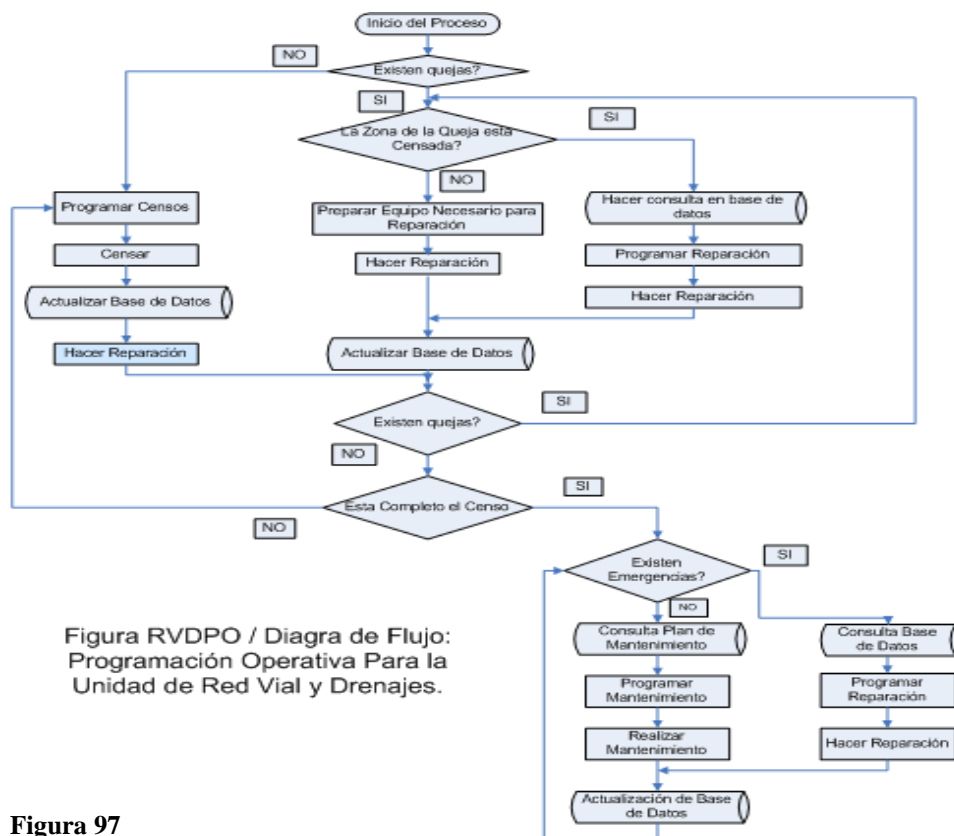 Inicio del Proceso
NO
Existen quejas?
SI
La Zona de la Queja está
Censada?
SI
NO
Programar Censos
Preparar Equipo Necesario para
Reparación
Hacer consulta en base de
datos
Censar
Hacer Reparación
Programar Reparación
Actualizar Base de Datos
Hacer Reparación
Hacer Reparación
Actualizar Base de Datos
Existen quejas?
SI
NO
Esta Completo el Censo
SI
NO
Existen
Emergencias?
SI
NO
Consulta Plan de
Mantenimiento
Consulta Base
de Datos
Programar
Mantenimiento
Programar
Reparación
Realizar
Mantenimiento
Hacer Reparación
Actualización de Base
de Datos
Figura RVDPO / Diagra de Flujo:
Programación Operativa Para la
Unidad de Red Vial y Drenajes.
Figura 97